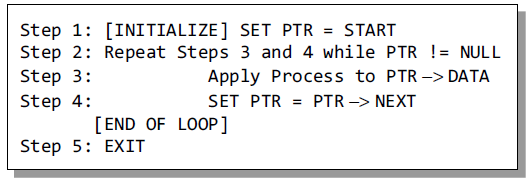 Step 1: [INITIALIZE] SET PTR = START
Step 2: Repeat Steps 3 and 4 while PTR != NULL
Step 3: Apply Process to PTR —> DATA
Step 4: SET PTR = PTR —> NEXT
[END OF LOOP]
Step 5: EXIT